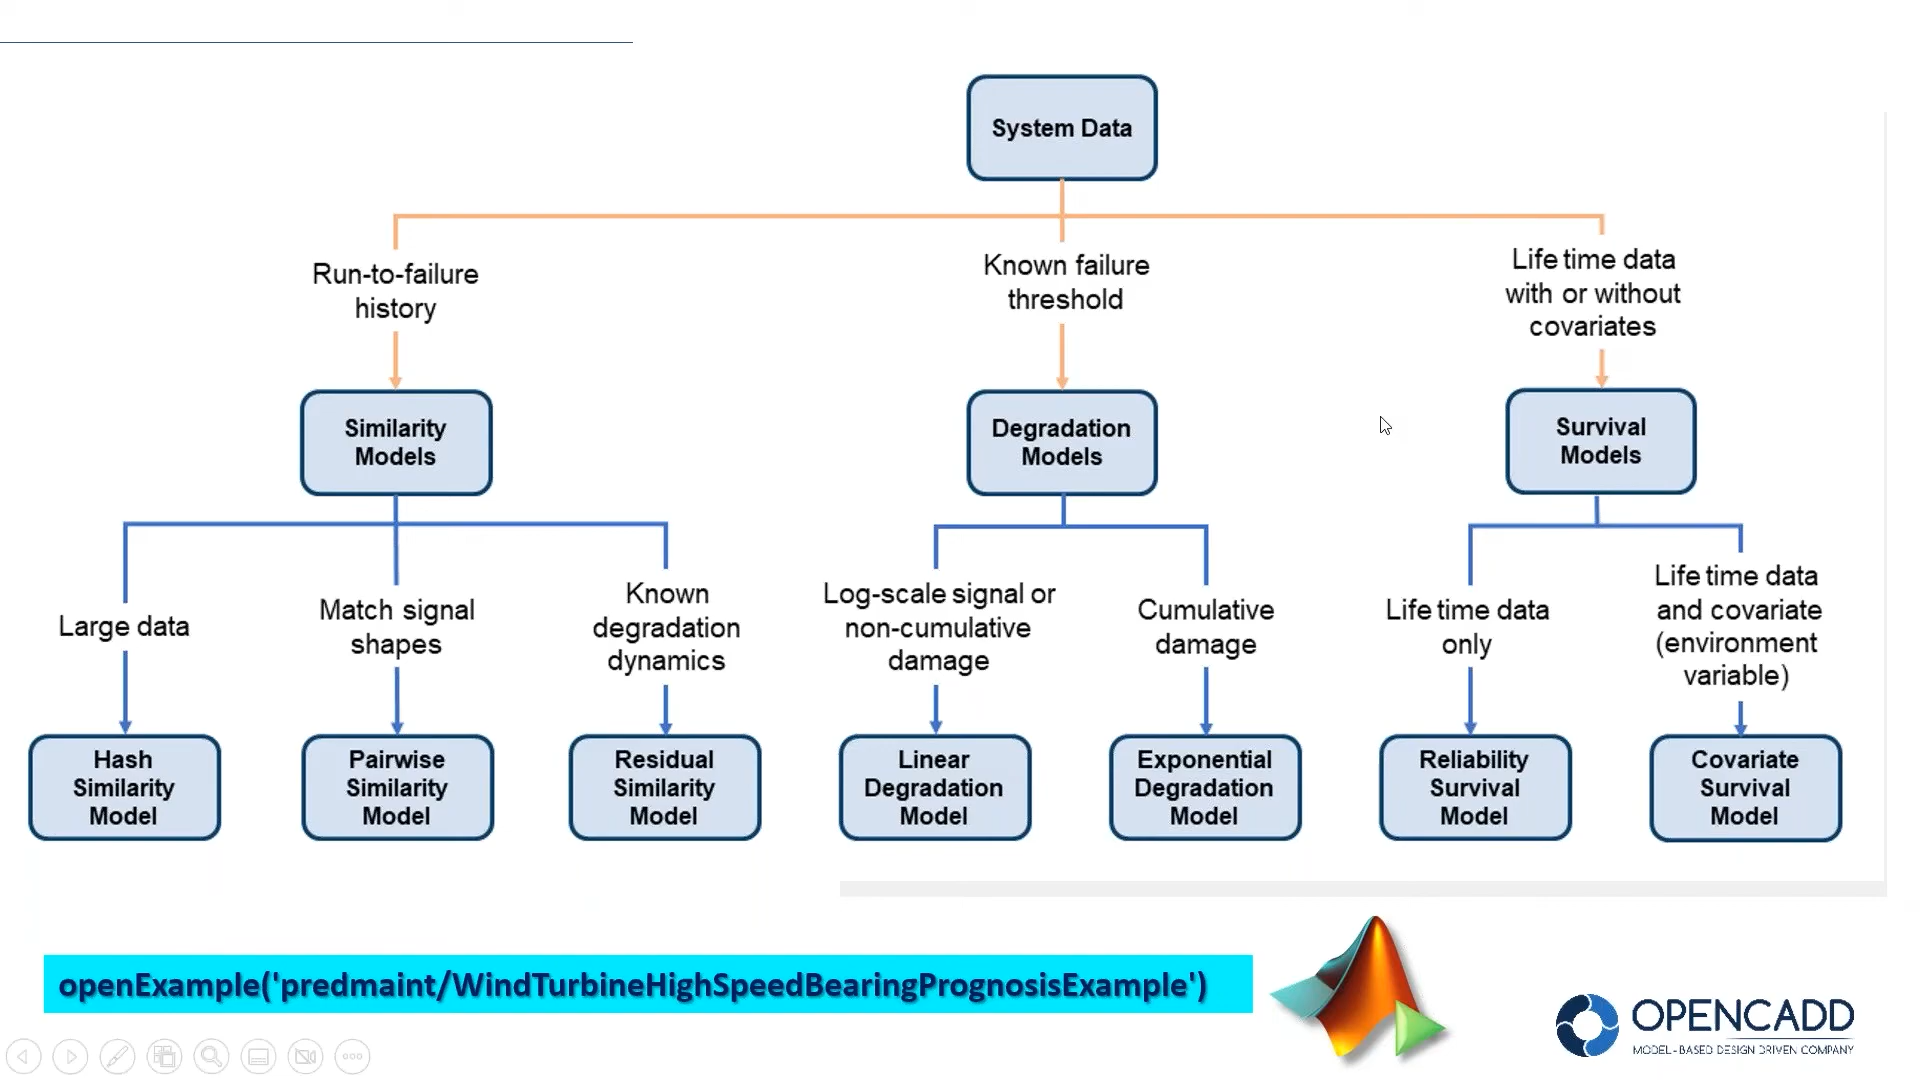 System Data
Run-to-failure
history
Known failure
threshold
Life time data
with or without
covariates
Similarity
Models
Degradation
Models
Survival
Models
Large data
Match signal
shapes
Known
degradation
dynamics
Log-scale signal or
non-cumulative
damage
Cumulative
damage
Life time data
only
Life time data
and covariate
(environment
variable)
Hash
Similarity
Model
Pairwise
Similarity
Model
Residual
Similarity
Model
Linear
Degradation
Model
Exponential
Degradation
Model
Reliability
Survival
Model
Covariate
Survival
Model
openExample('predmaint/WindTurbineHighSpeedBearingPrognosisExample')
OPENCADD
MODEL-BASED DESIGN DRIVEN COMPANY